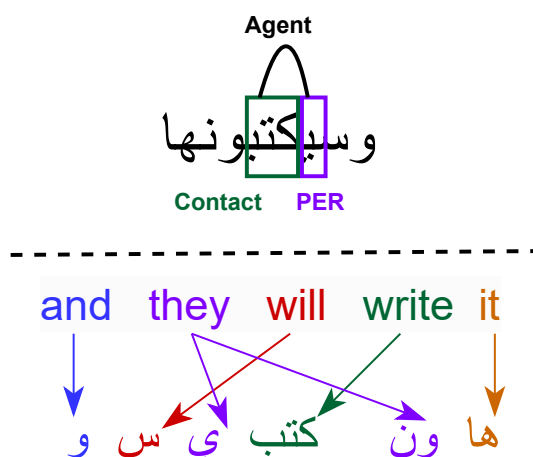 Agent
وسيكتبونها
Contact PER
and they will write it
و س ى كتب ون ها